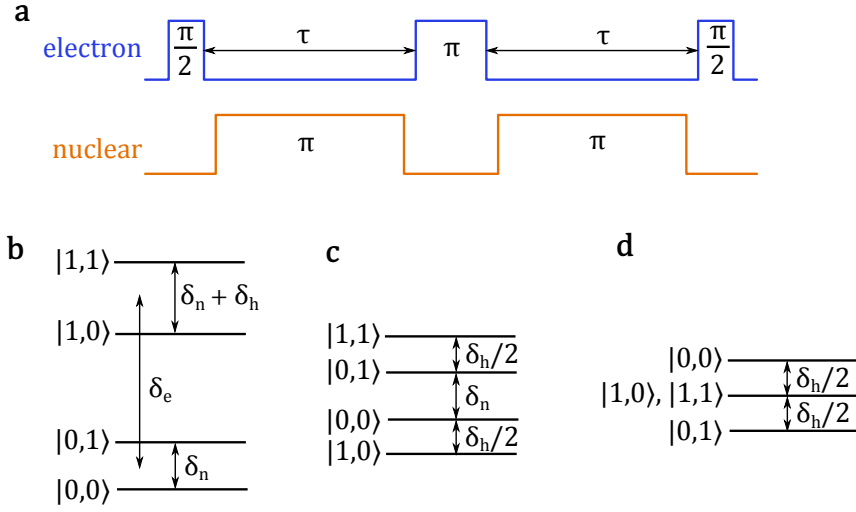 a
electron
π/2
τ
π
τ
π/2
nuclear
π
π
b
|1,1⟩
δn + δh
|1,0⟩
δe
|0,1⟩
δn
|0,0⟩
c
|1,1⟩
δh/2
|0,1⟩
δn
|0,0⟩
δh/2
|1,0⟩
d
|0,0⟩
δh/2
|1,0⟩, |1,1⟩
δh/2
|0,1⟩